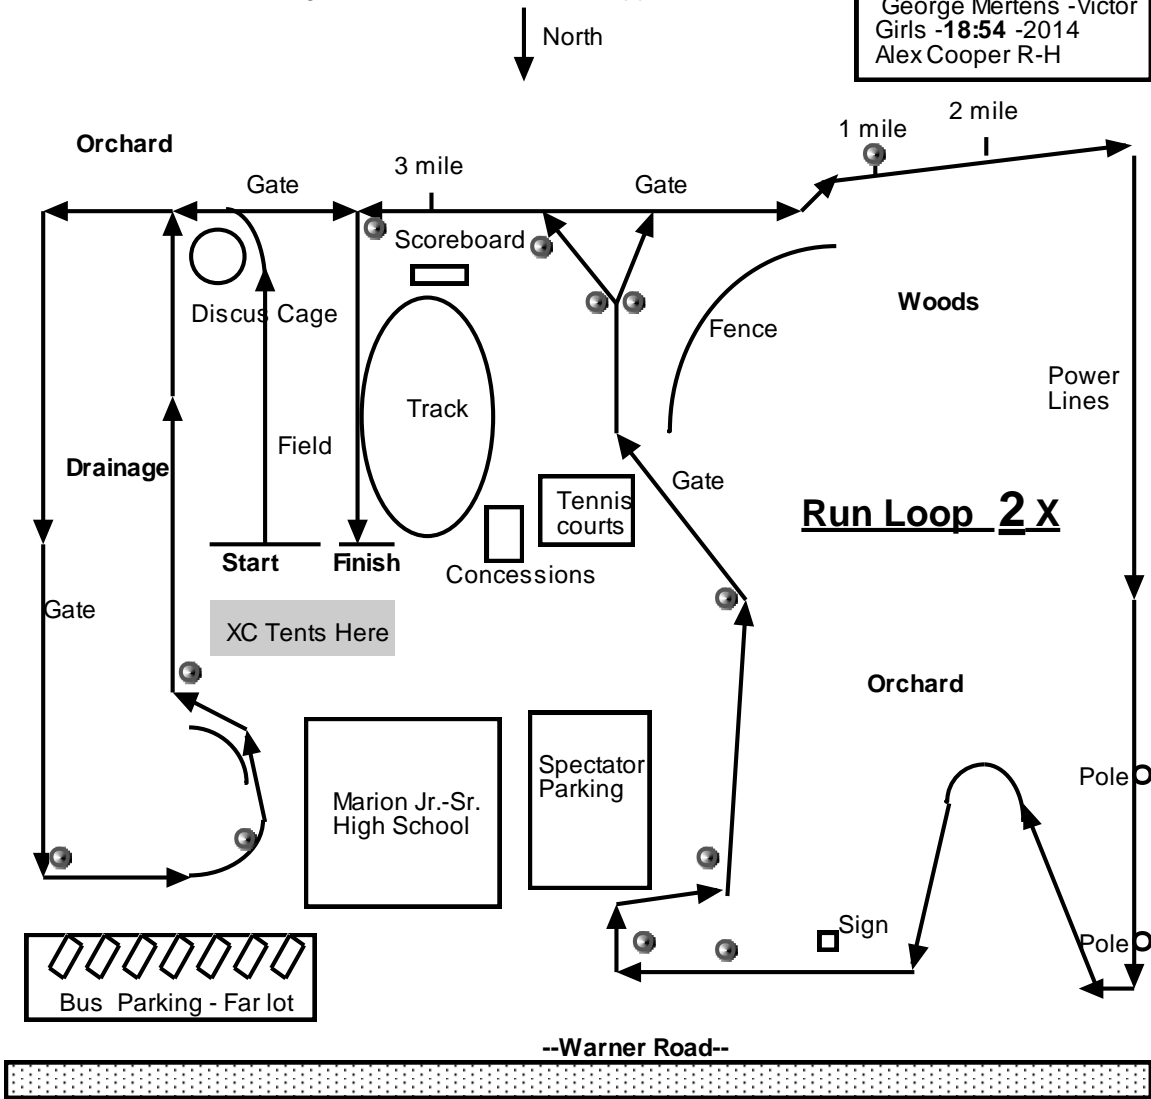 George Mertens -Victor
Girls -18:54 -2014
Alex Cooper R-H
North
2 mile
1 mile
Orchard
3 mile
Gate
Gate
Scoreboard
Woods
Discus Cage
Fence
Power
Lines
Track
Field
Drainage
Gate
Tennis
courts
Run Loop 2 X
Start
Finish
Concessions
Gate
XC Tents Here
Orchard
Spectator
Parking
Pole
Marion Jr.-Sr.
High School
Sign
Pole
Bus Parking - Far lot
--Warner Road--